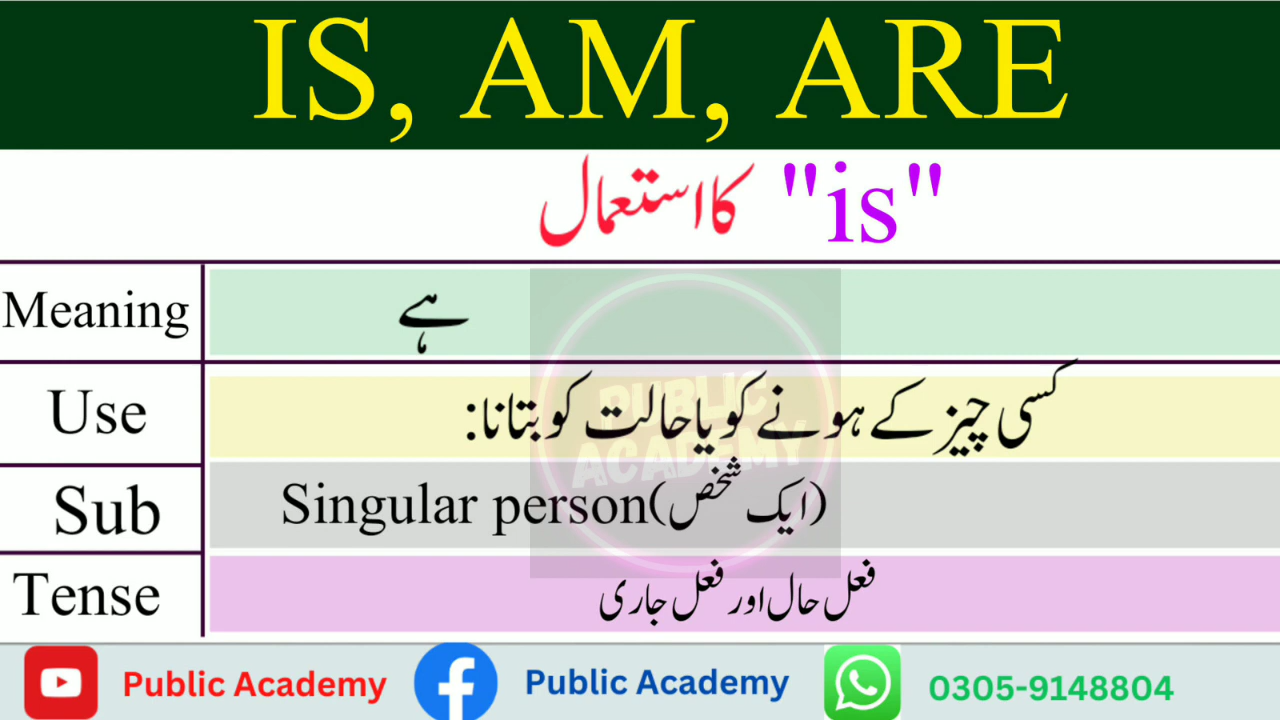 IS, AM, ARE
"is" کا استعمال
Meaning ہے
Use کسی چیز کے ہونے کو یا حالت کو بتانا:
Sub Singular person(ایک شخص)
Tense فعل حال اور فعل جاری
PUBLIC
ACADEMY
Public Academy Public Academy 0305-9148804